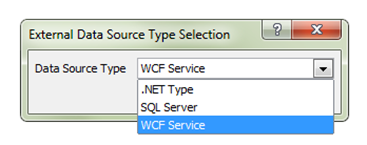 External Data Source Type Selection
Data Source Type WCF Service
.NET Type
SQL Server
WCF Service